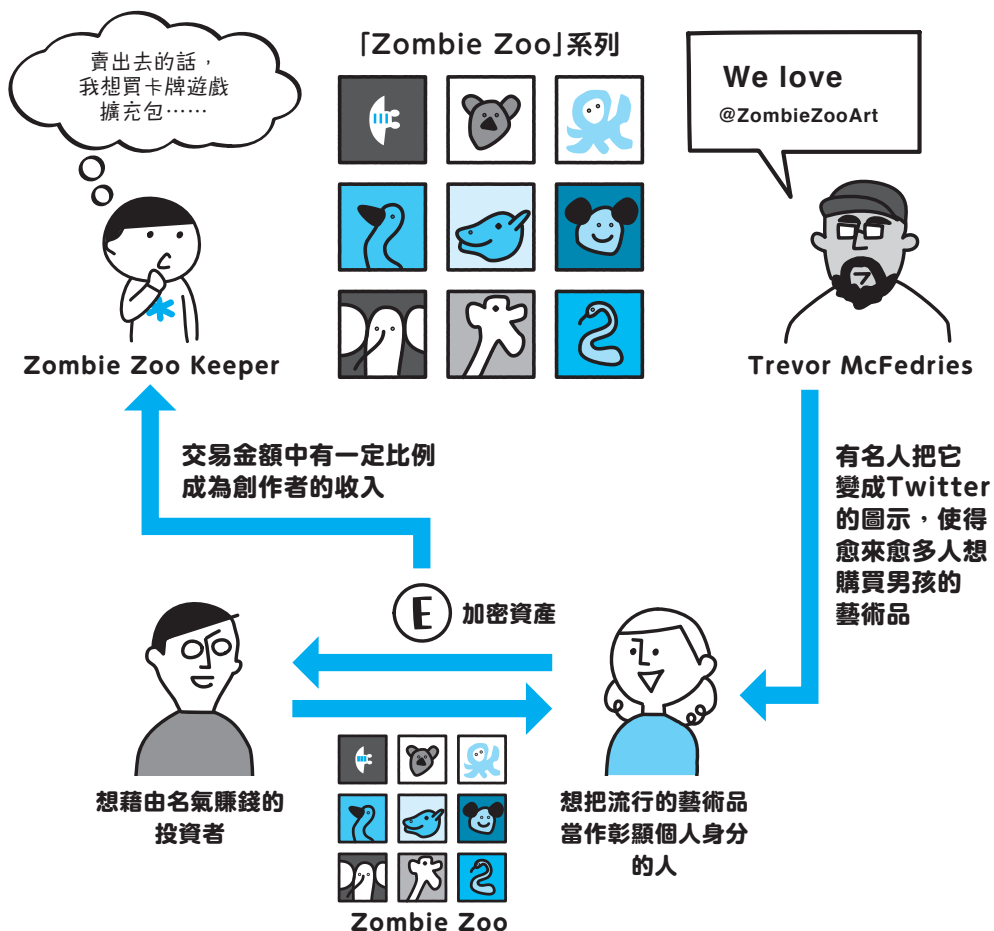 賣出去的話，
我想買卡牌遊戲
擴充包……
「Zombie Zoo」系列
We love
@ZombieZooArt
Zombie Zoo Keeper
Trevor McFedries
交易金額中有一定比例
成為創作者的收入
有名人把它
變成Twitter
的圖示，使得
愈來愈多人想
購買男孩的
藝術品
E 加密資產
想藉由名氣賺錢的
投資者
想把流行的藝術品
當作彰顯個人身分
的人
Zombie Zoo